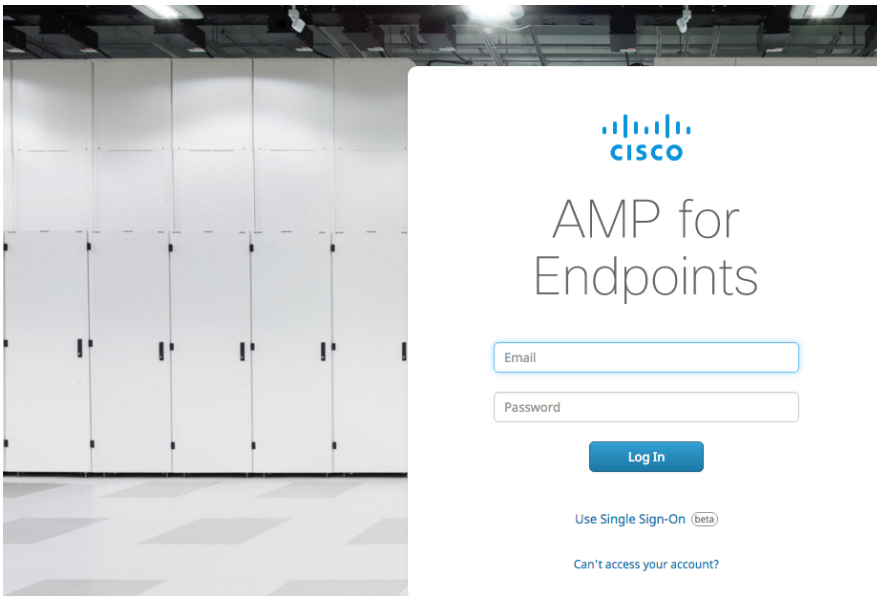 CISCO
AMP for
Endpoints
Email
Password
Log In
Use Single Sign-On beta
Can't access your account?